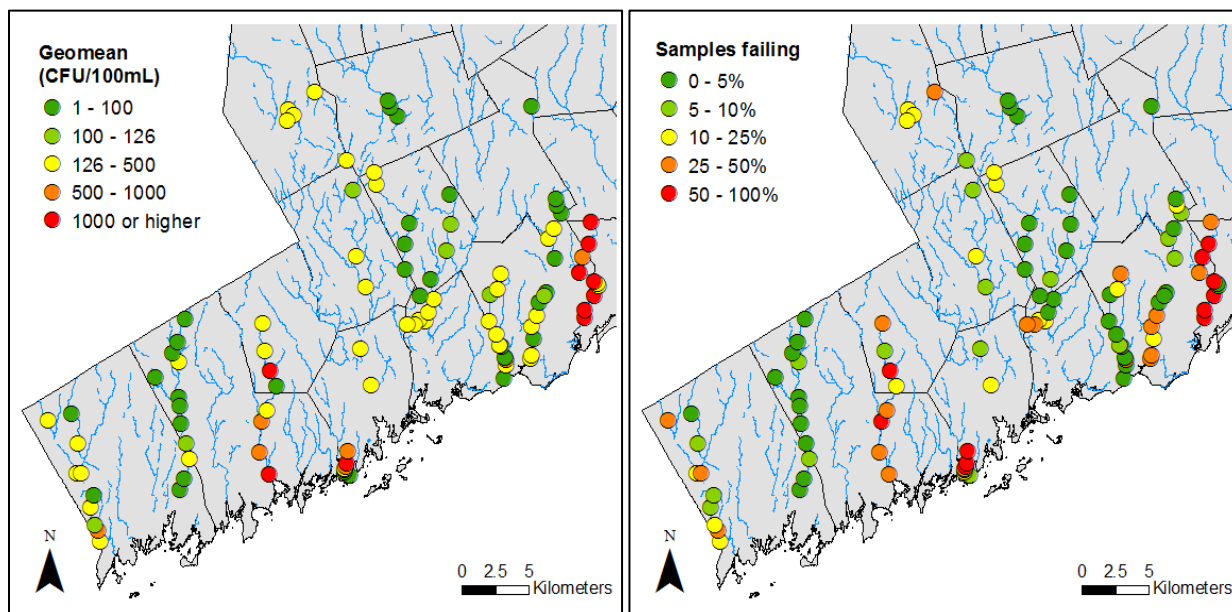 Geomean
(CFU/100mL)
1 - 100
100 - 126
126 - 500
500 - 1000
1000 or higher
N
0 2.5 5
Kilometers
Samples failing
0 - 5%
5 - 10%
10 - 25%
25 - 50%
50 - 100%
N
0 2.5 5
Kilometers